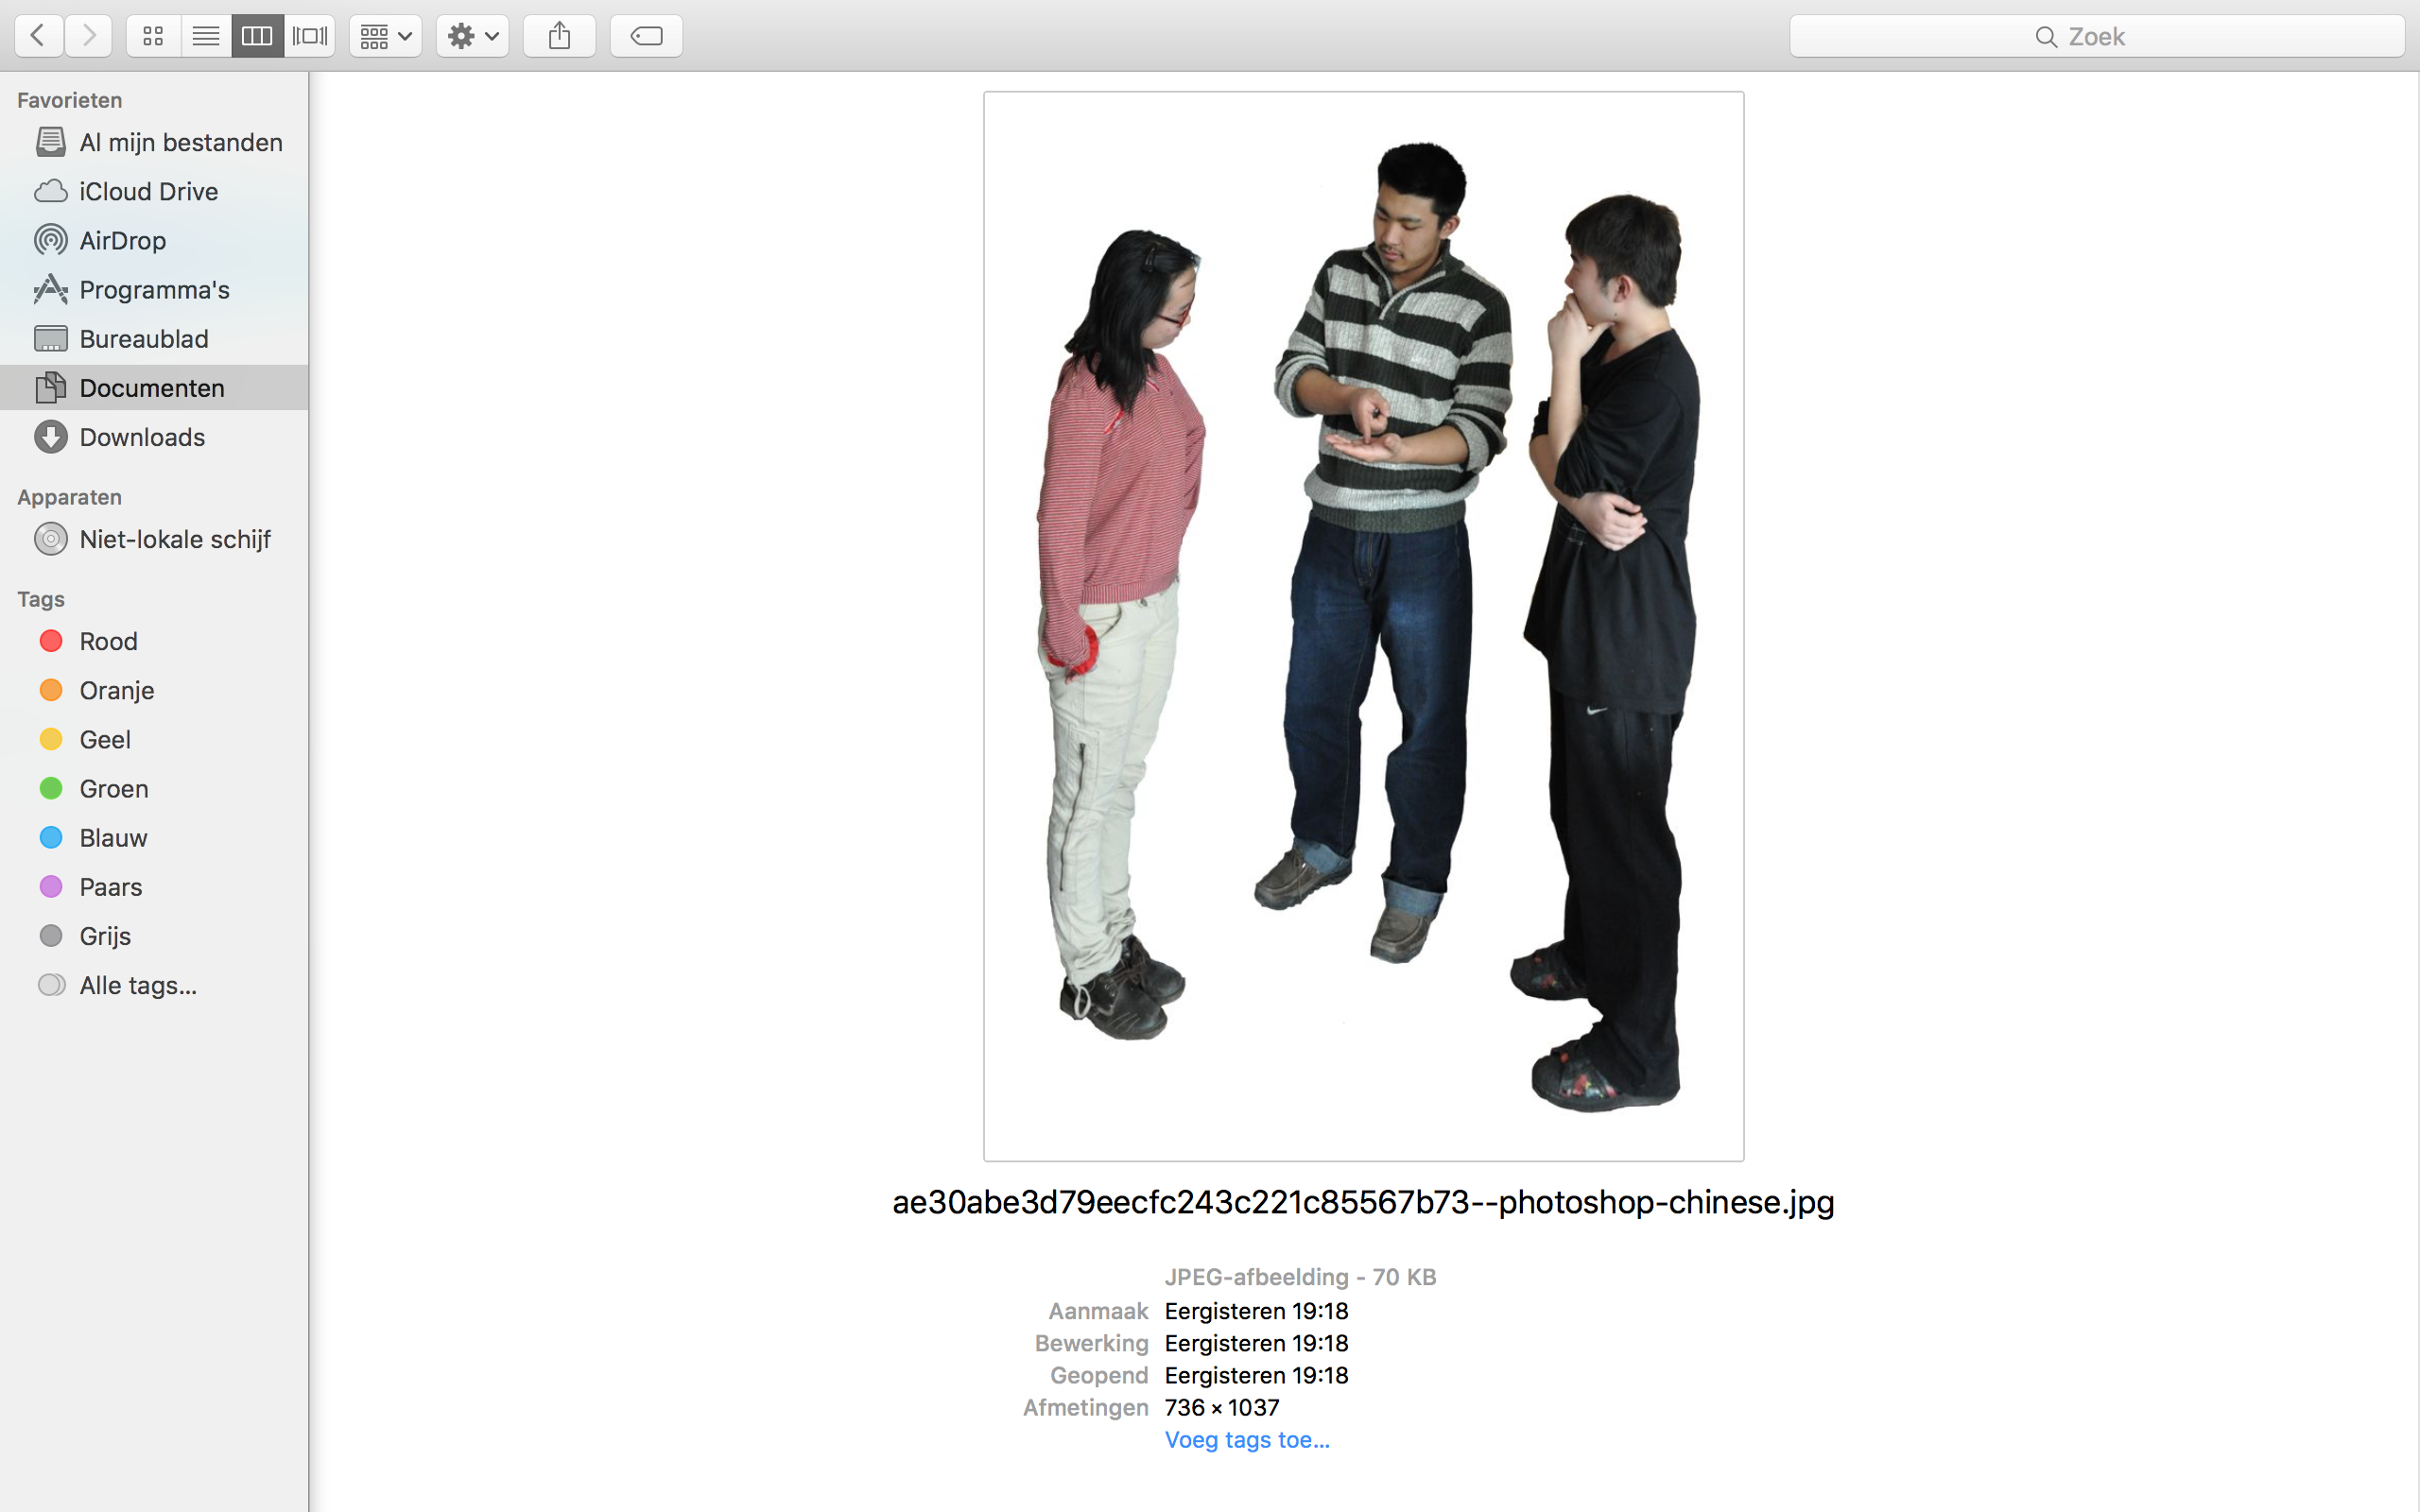 Zoek
Favorieten
Al mijn bestanden
iCloud Drive
AirDrop
Programma's
Bureaublad
Documenten
Downloads
Apparaten
Niet-lokale schijf
Tags
Rood
Oranje
Geel
Groen
Blauw
Paars
Grijs
Alle tags...
ae30abe3d79eecfc243c221c85567b73--photoshop-chinese.jpg
JPEG-afbeelding - 70 KB
Aanmaak Eergisteren 19:18
Bewerking Eergisteren 19:18
Geopend Eergisteren 19:18
Afmetingen 736 × 1037
Voeg tags toe...